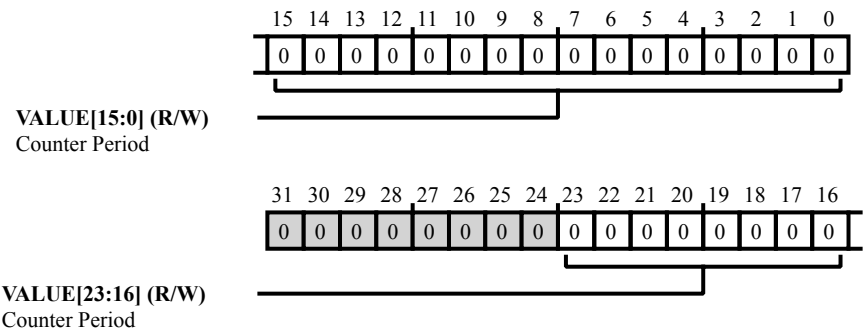 15 14 13 12 11 10 9 8 7 6 5 4 3 2 1 0
0 0 0 0 0 0 0 0 0 0 0 0 0 0 0 0
VALUE[15:0] (R/W)
Counter Period
31 30 29 28 27 26 25 24 23 22 21 20 19 18 17 16
0 0 0 0 0 0 0 0 0 0 0 0 0 0 0 0
VALUE[23:16] (R/W)
Counter Period